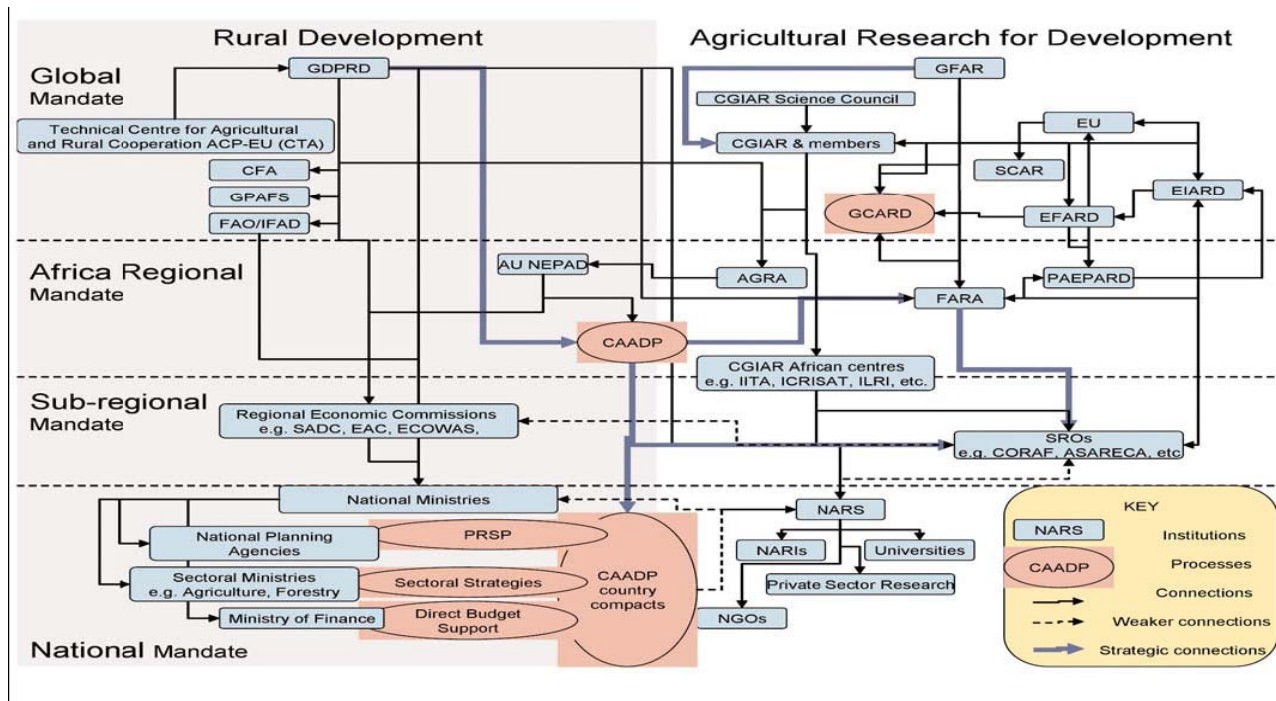 Rural Development
Agricultural Research for Development
Global
Mandate
GDPRD
GFAR
CGIAR Science Council
Technical Centre for Agricultural
and Rural Cooperation ACP-EU (CTA)
CGIAR & members
EU
SCAR
CFA
GPAFS
FAO/IFAD
GCARD
EFARD
EIARD
Africa Regional
Mandate
AU NEPAD
AGRA
PAEPARD
FARA
CAADP
CGIAR African centres
e.g. IITA, ICRISAT, ILRI, etc.
Sub-regional
Mandate
Regional Economic Commissions
e.g. SADC, EAC, ECOWAS,
SROs
e.g. CORAF, ASARECA, etc
National Ministries
National Planning
Agencies
PRSP
Sectoral Ministries
e.g. Agriculture, Forestry
Sectoral Strategies
Ministry of Finance
Direct Budget
Support
CAADP
country
compacts
NARS
NARIs
Universities
Private Sector Research
NGOs
National Mandate
KEY
NARS
Institutions
CAADP
Processes
Connections
Weaker connections
Strategic connections